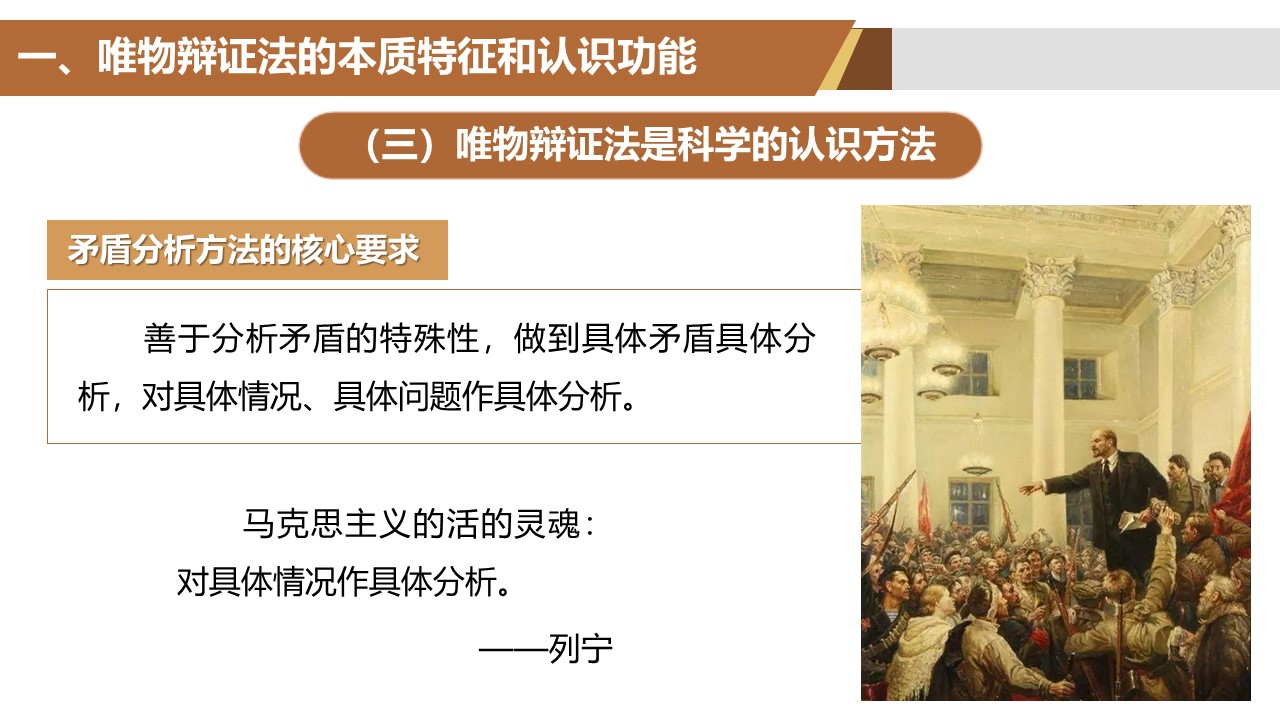 一、唯物辩证法的本质特征和认识功能
（三）唯物辩证法是科学的认识方法
矛盾分析方法的核心要求
善于分析矛盾的特殊性，做到具体矛盾具体分
析，对具体情况、具体问题作具体分析。
马克思主义的活的灵魂：
对具体情况作具体分析。
——列宁